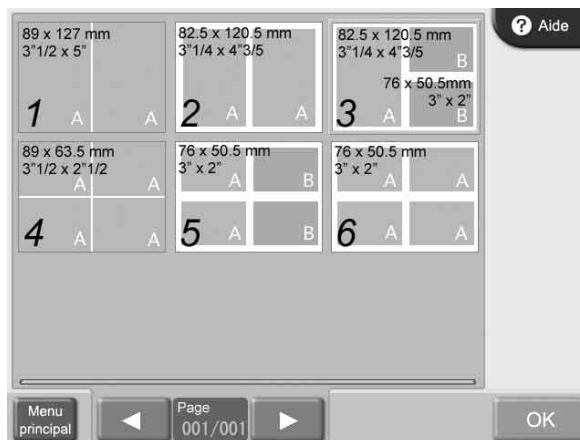 Aide
89 x 127 mm
3"1/2 x 5"
1 A A
82.5 x 120.5 mm
3"1/4 x 4"3/5
2 A A
82.5 x 120.5 mm
3"1/4 x 4"3/5
B
76 x 50.5mm
3" x 2"
3 A B
89 x 63.5 mm
3"1/2 x 2"1/2
A A
4 A A
76 x 50.5 mm
3" x 2"
A B
5 A B
76 x 50.5 mm
3" x 2"
A A
6 A A
Menu
principal
Page
001/001
OK